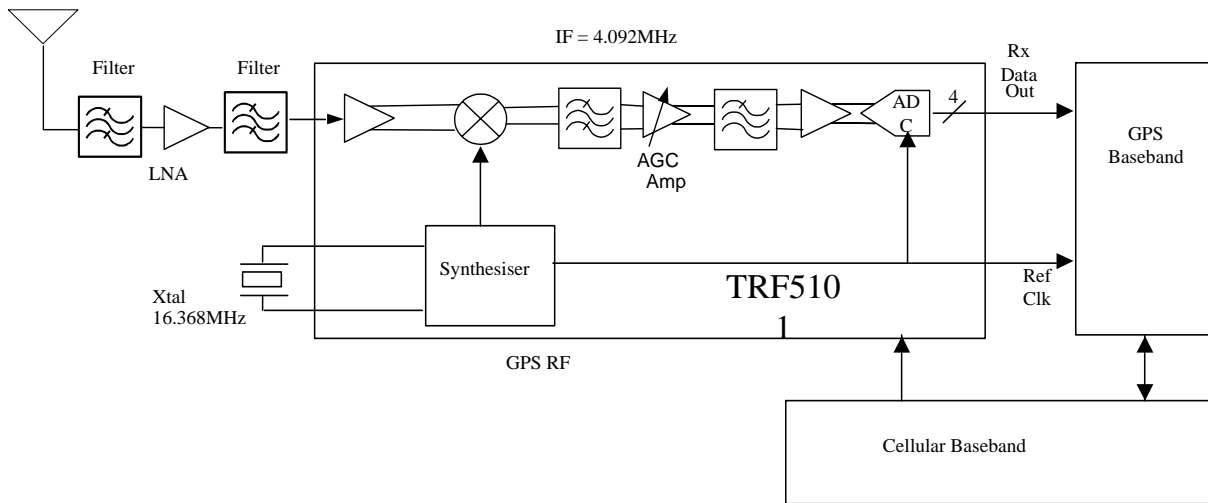 IF = 4.092MHz
Rx
Data
Out
Filter
Filter
LNA
AGC
Amp
AD
C
4
GPS
Baseband
Synthesiser
Xtal
16.368MHz
TRF510
1
Ref
Clk
GPS RF
Cellular Baseband